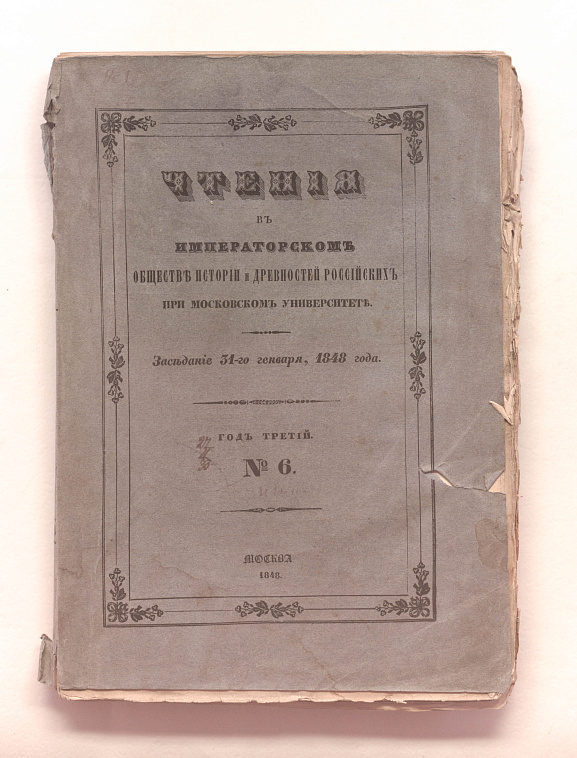 ЧТЕНІЯ
ВЪ
ИМПЕРАТОРСКОМЪ
ОБЩЕСТВѢ ИСТОРІИ и ДРЕВНОСТЕЙ РОССІЙСКИХЪ
ПРИ МОСКОВСКОМЪ УНИВЕРСИТЕТѢ.
Засѣданіе 31-го генваря, 1848 года.
ГОДЪ ТРЕТІЙ.
№ 6.
МОСКВА
1848.